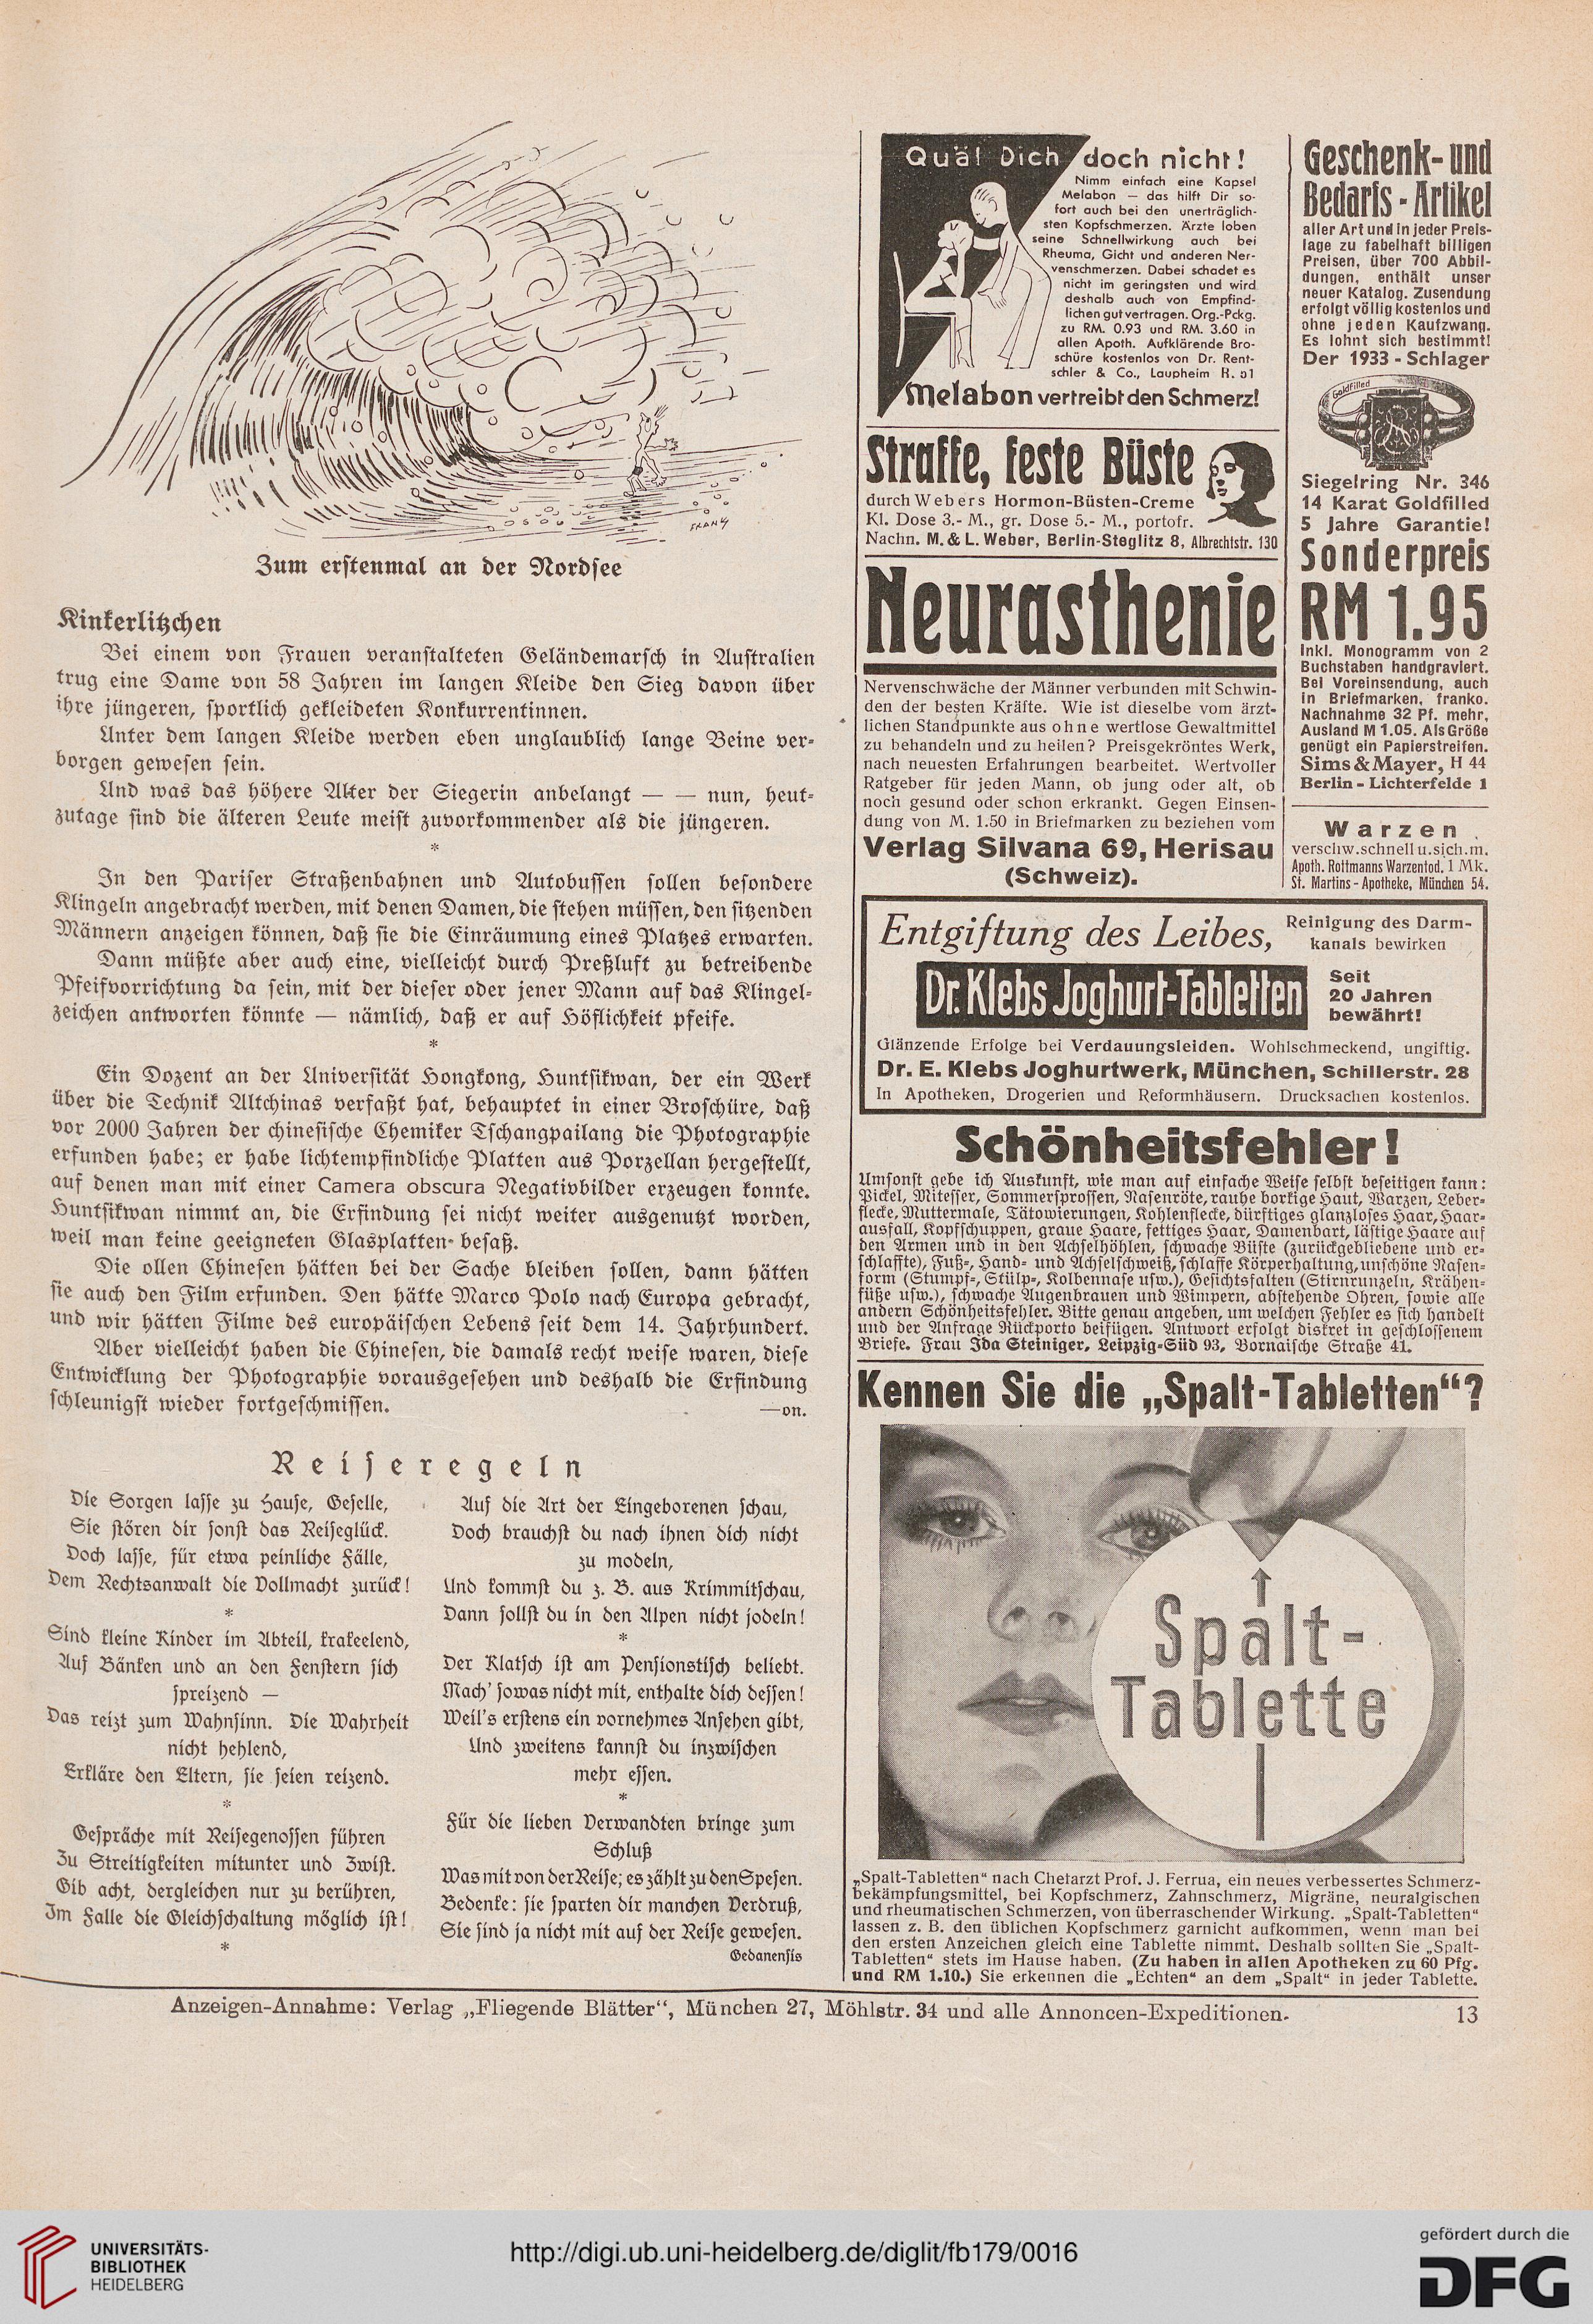 FRANK
Zum erstenmal an der Nordsee
Kinkerlitzchen
Bei einem von Frauen veranstalteten Geländemarsch in Australien
trug eine Dame von 58 Jahren im langen Kleide den Sieg davon über
ihre jüngeren, sportlich gekleideten Konkurrentinnen.
Unter dem langen Kleide werden eben unglaublich lange Beine ver-
borgen gewesen sein.
Und was das höhere Alter der Siegerin anbelangt — — nun, heut-
zutage sind die älteren Leute meist zuvorkommender als die jüngeren.
*
In den Pariser Straßenbahnen und Autobussen sollen besondere
Klingeln angebracht werden, mit denen Damen, die stehen müssen, den sitzenden
Männern anzeigen können, daß sie die Einräumung eines Platzes erwarten.
Dann müßte aber auch eine, vielleicht durch Preßluft zu betreibende
Pfeifvorrichtung da sein, mit der dieser oder jener Mann auf das Klingel-
zeichen antworten könnte — nämlich, daß er auf Höflichkeit pfeife.
*
Ein Dozent an der Universität Hongkong, Huntsikwan, der ein Werk
über die Technik Altchinas verfaßt hat, behauptet in einer Broschüre, daß
vor 2000 Jahren der chinesische Chemiker Tschangpailang die Photographie
erfunden habe; er habe lichtempfindliche Platten aus Porzellan hergestellt,
auf denen man mit einer Camera obscura Negativbilder erzeugen konnte.
Huntsikwan nimmt an, die Erfindung sei nicht weiter ausgenutzt worden,
weil man keine geeigneten Glasplatten besaß.
Die ollen Chinesen hätten bei der Sache bleiben sollen, dann hätten
sie auch den Film erfunden. Den hätte Marco Polo nach Europa gebracht,
und wir hätten Filme des europäischen Lebens seit dem 14. Jahrhundert.
Aber vielleicht haben die Chinesen, die damals recht weise waren, diese
Entwicklung der Photographie vorausgesehen und deshalb die Erfindung
schleunigst wieder fortgeschmissen.
—on.
Reiseregeln
Die Sorgen lasse zu Hause, Geselle,
Sie stören dir sonst das Reiseglück.
Doch lasse, für etwa peinliche Fälle,
Dem Rechtsanwalt die Vollmacht zurück!
*
Sind kleine Kinder im Abteil, krakeelend,
Auf Bänken und an den Fenstern sich
spreizend —
Das reizt zum Wahnsinn. Die Wahrheit
nicht hehlend,
Erkläre den Eltern, sie seien reizend.
*
Gespräche mit Reisegenossen führen
Zu Streitigkeiten mitunter und Zwist.
Gib acht, dergleichen nur zu berühren,
Im Falle die Gleichschaltung möglich ist!
*
Auf die Art der Eingeborenen schau,
Doch brauchst du nach ihnen dich nicht
zu modeln,
Und kommst du z. B. aus Krimmitschau,
Dann sollst du in den Alpen nicht jodeln!
*
Der Klatsch ist am Pensionstisch beliebt.
Mach' sowas nicht mit, enthalte dich dessen!
Weil's erstens ein vornehmes Ansehen gibt,
Und zweitens kannst du inzwischen
mehr essen.
*
Für die lieben Verwandten bringe zum
Schluß
Was mit von der Reise; es zählt zu den Spesen.
Bedenke: sie sparten dir manchen Verdruß,
Sie sind ja nicht mit auf der Reise gewesen.
Gedanensis
Quäl Dich doch nicht!
Nimm einfach eine Kapsel
Melabon — das hilft Dir so-
fort auch bei den unerträglich-
sten Kopfschmerzen. Ärzte loben
seine Schnellwirkung auch bei
Rheuma, Gicht und anderen Ner-
venschmerzen. Dabei schadet es
nicht im geringsten und wird
deshalb auch von Empfind-
lichen gut vertragen. Org.-Pckg.
zu RM. 0.93 und RM. 3.60 in
allen Apoth. Aufklärende Bro-
schüre kostenlos von Dr. Rent-
schler & Co., Laupheim R. 51
Melabon vertreibt den Schmerz!
Straffe, feste Büste
durch Webers Hormon-Büsten-Creme
Kl. Dose 3.- M., gr. Dose 5.- M., portofr.
Nachn. M. & L. Weber, Berlin-Steglitz 8, Albrechtstr. 130
Neurasthenie
Nervenschwäche der Männer verbunden mit Schwin-
den der besten Kräfte. Wie ist dieselbe vom ärzt-
lichen Standpunkte aus ohne wertlose Gewaltmittel
zu behandeln und zu heilen? Preisgekröntes Werk,
nach neuesten Erfahrungen bearbeitet. Wertvoller
Ratgeber für jeden Mann, ob jung oder alt, ob
noch gesund oder schon erkrankt. Gegen Einsen-
dung von M. 1.50 in Briefmarken zu beziehen vom
Verlag Silvana 69, Herisau
(Schweiz).
Geschenk- und
Bedarfs-Artikel
aller Art und in jeder Preis-
lage zu fabelhaft billigen
Preisen, über 700 Abbil-
dungen, enthält unser
neuer Katalog. Zusendung
erfolgt völlig kostenlos und
ohne jeden Kaufzwang.
Es lohnt sich bestimmt!
Der 1933-Schlager
Goldfilled
Siegelring Nr. 346
14 Karat Goldfilled
5 Jahre Garantie!
Sonderpreis
RM 1.95
inkl. Monogramm von 2
Buchstaben handgraviert.
Bei Voreinsendung, auch
in Briefmarken, franko.
Nachnahme 32 Pf. mehr,
Ausland M 1.05. Als Größe
genügt ein Papierstreifen.
Sims & Mayer, H 44
Berlin-Lichterfelde 1
Warzen
verschw. schnell u. sich. m.
Apoth. Rottmanns Warzentod. 1 Mk.
St. Martins-Apotheke, München 54.
Entgiftung des Leibes,
Reinigung des Darm-
kanals bewirken
Dr. Klebs Joghurt-Tabletten
Seit
20 Jahren
bewährt!
Glänzende Erfolge bei Verdauungsleiden. Wohlschmeckend, ungiftig.
Dr. E. Klebs Joghurtwerk, München, Schillerstr. 28
In Apotheken, Drogerien und Reformhäusern. Drucksachen kostenlos.
Schönheitsfehler!
Umsonst gebe ich Auskunft, wie man auf einfache Weise selbst beseitigen kann:
Pickel, Mitesser, Sommersprossen, Nasenröte, rauhe borkige Haut, Warzen, Leber-
flecke, Muttermale, Tätowierungen, Kohlenflecke, dürftiges glanzloses Haar, Haar-
ausfall, Kopfschuppen, graue Haare, fettiges Haar, Damenbart, lästige Haare auf
den Armen und in den Achselhöhlen, schwache Büste (zurückgebliebene und er-
schlaffte), Fuß-, Hand- und Achselschweiß, schlaffe Körperhaltung, unschöne Nasen-
form (Stumpf-, Stülp-, Kolbennase usw.), Gesichtsfalten (Stirnrunzeln, Krähen-
füße usw.), schwache Augenbrauen und Wimpern, abstehende Ohren, sowie alle
andern Schönheitsfehler. Bitte genau angeben, um welchen Fehler es sich handelt
und der Anfrage Rückporto beifügen. Antwort erfolgt diskret in geschlossenem
Briefe. Frau Ida Steiniger, Leipzig-Süd 93, Bornaische Straße 41.
Kennen Sie die „Spalt-Tabletten“?
Spalt-
Tablette
„Spalt-Tabletten“ nach Chefarzt Prof. J. Ferrua, ein neues verbessertes Schmerz-
bekämpfungsmittel, bei Kopfschmerz, Zahnschmerz, Migräne, neuralgischen
und rheumatischen Schmerzen, von überraschender Wirkung. „Spalt-Tabletten“
lassen z. B. den üblichen Kopfschmerz garnicht aufkommen, wenn man bei
den ersten Anzeichen gleich eine Tablette nimmt. Deshalb sollten Sie „Spalt-
Tabletten“ stets im Hause haben. (Zu haben in allen Apotheken zu 60 Pfg.
und RM 1.10.) Sie erkennen die „Echten“ an dem „Spalt“ in jeder Tablette.
Anzeigen-Annahme: Verlag „Fliegende Blätter“, München 27, Möhlstr. 34 und alle Annoncen-Expeditionen.
13
UNIVERSITÄTS-
BIBLIOTHEK
HEIDELBERG
http://digi.ub.uni-heidelberg.de/diglit/fb179/0016
gefördert durch die
DFG